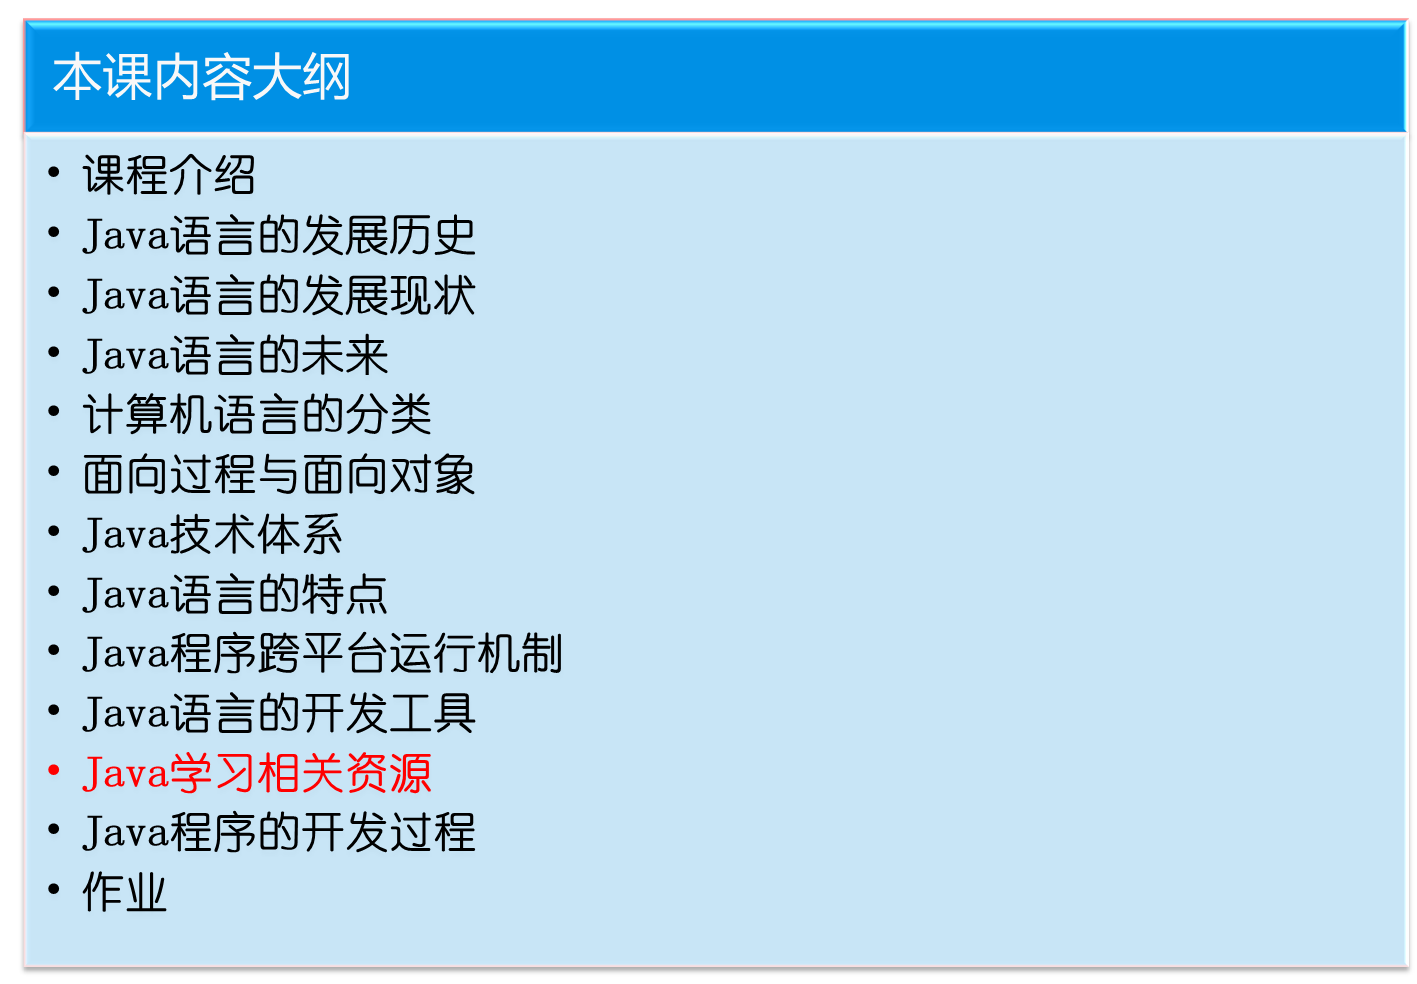 本课内容大纲
• 课程介绍
• Java语言的发展历史
• Java语言的发展现状
• Java语言的未来
• 计算机语言的分类
• 面向过程与面向对象
• Java技术体系
• Java语言的特点
• Java程序跨平台运行机制
• Java语言的开发工具
• Java学习相关资源
• Java程序的开发过程
• 作业